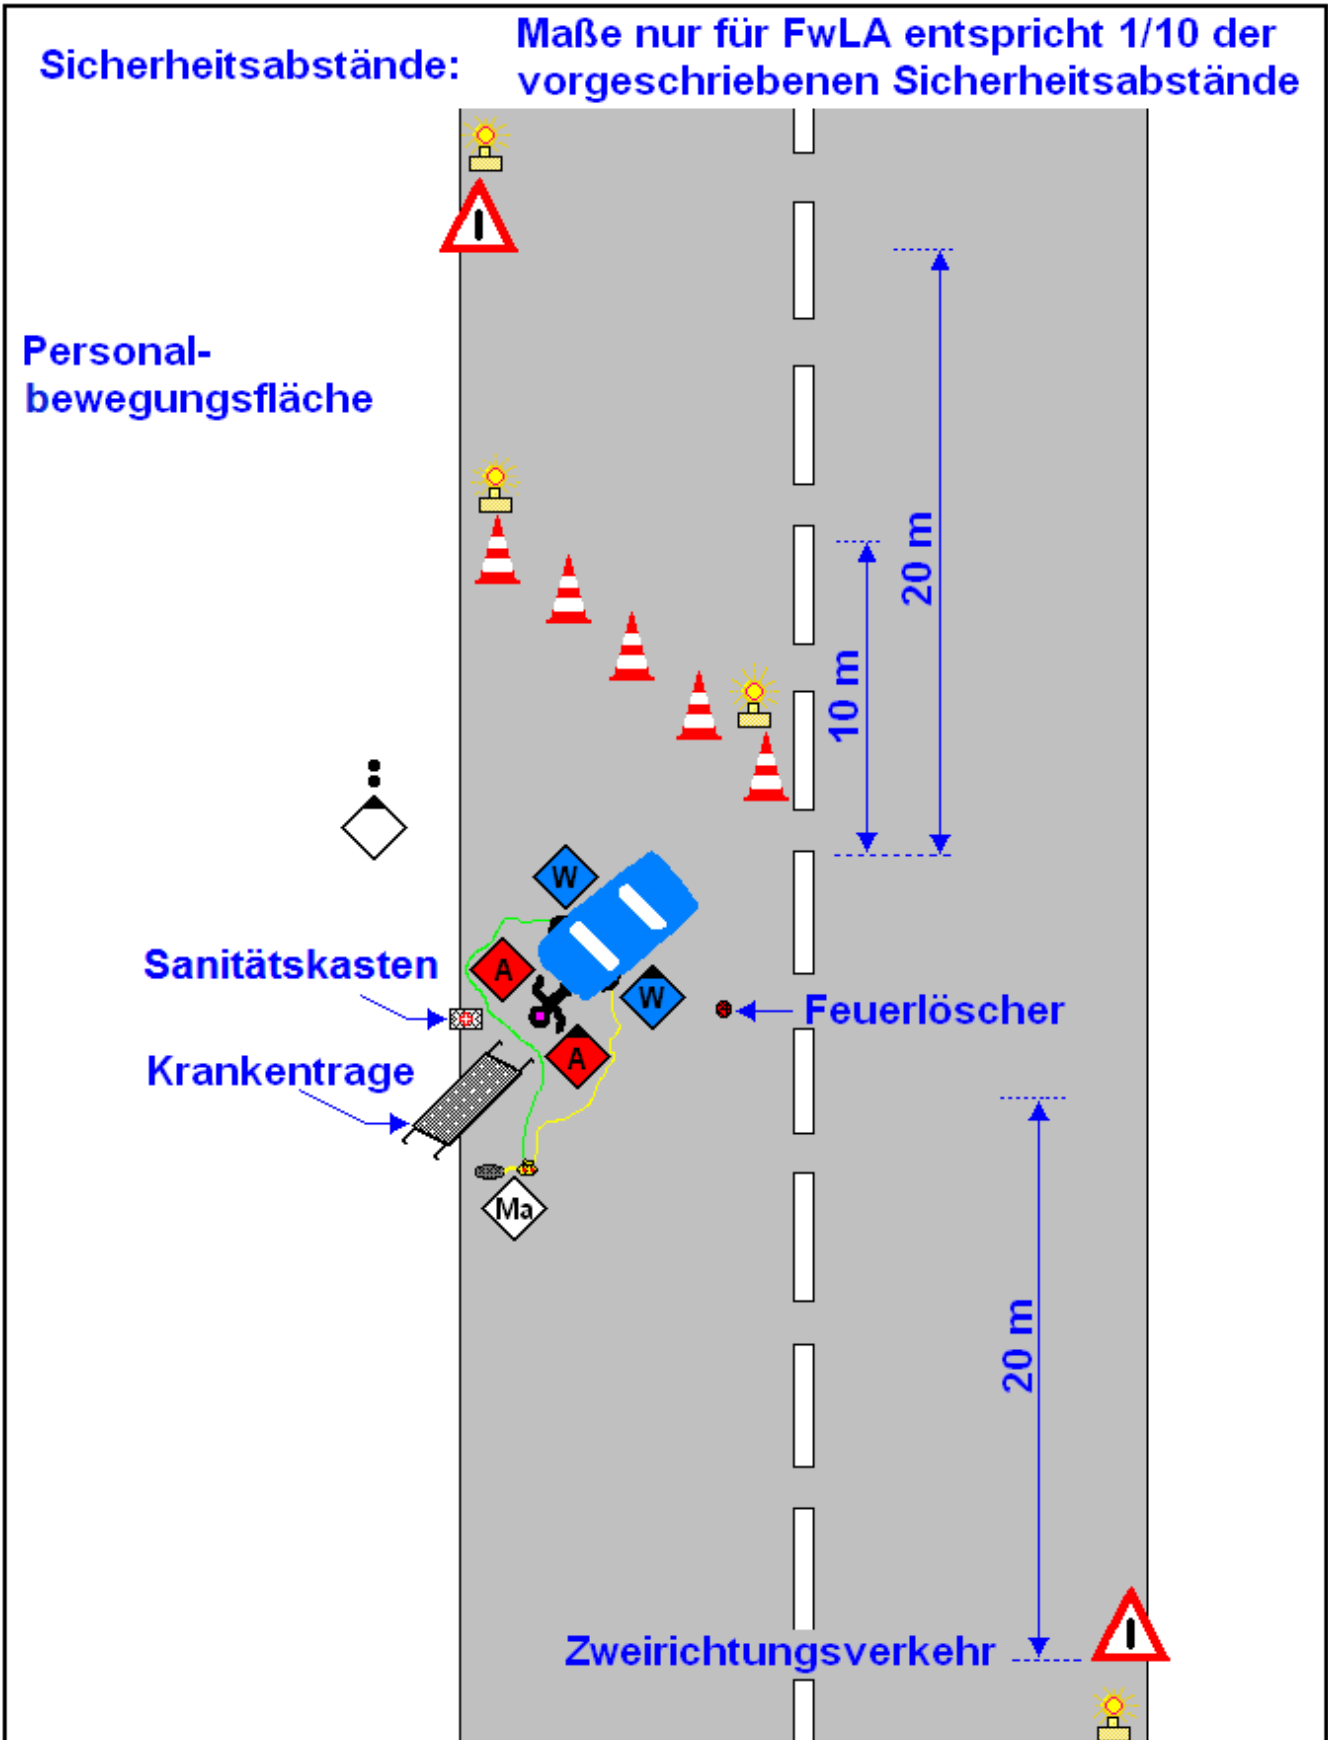 Sicherheitsabstände:
Maße nur für FwLA entspricht 1/10 der
vorgeschriebenen Sicherheitsabstände
Personal-
bewegungsfläche
20 m
10 m
W
Sanitätskasten
A
W
Feuerlöscher
Krankentrage
A
Ma
20 m
Zweirichtungsverkehr